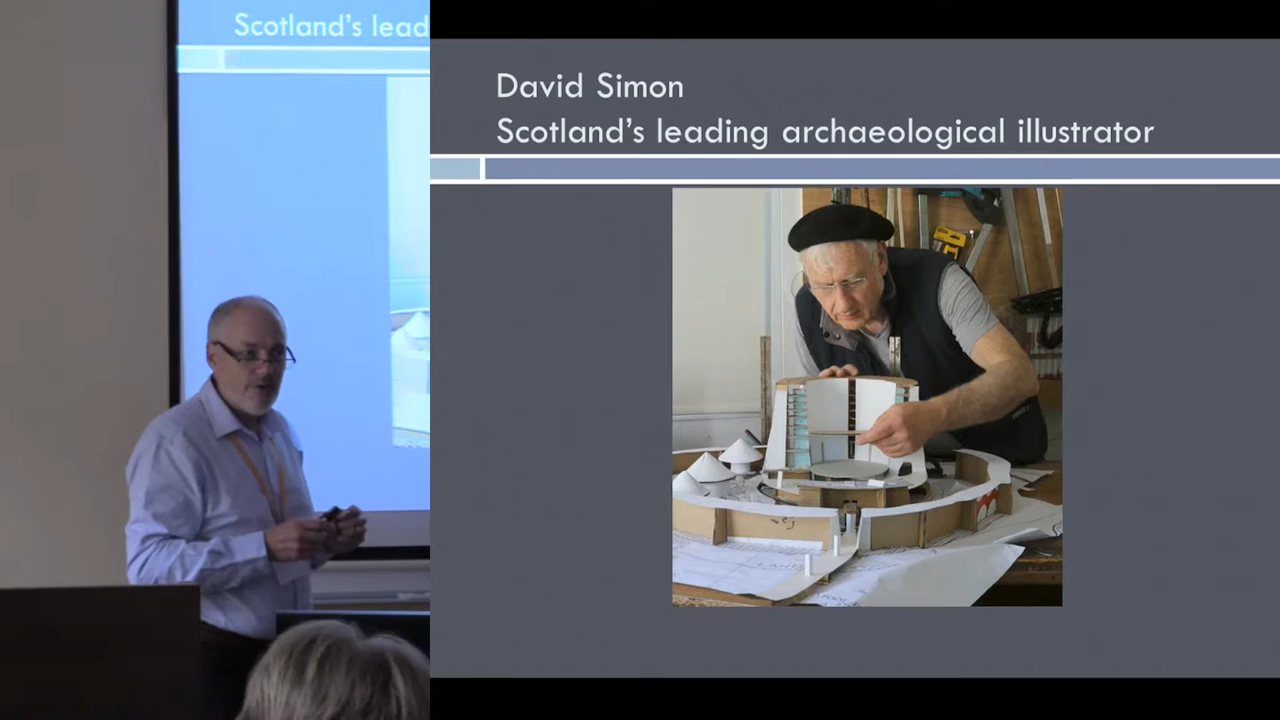 Scotland's lead
David Simon
Scotland's leading archaeological illustrator